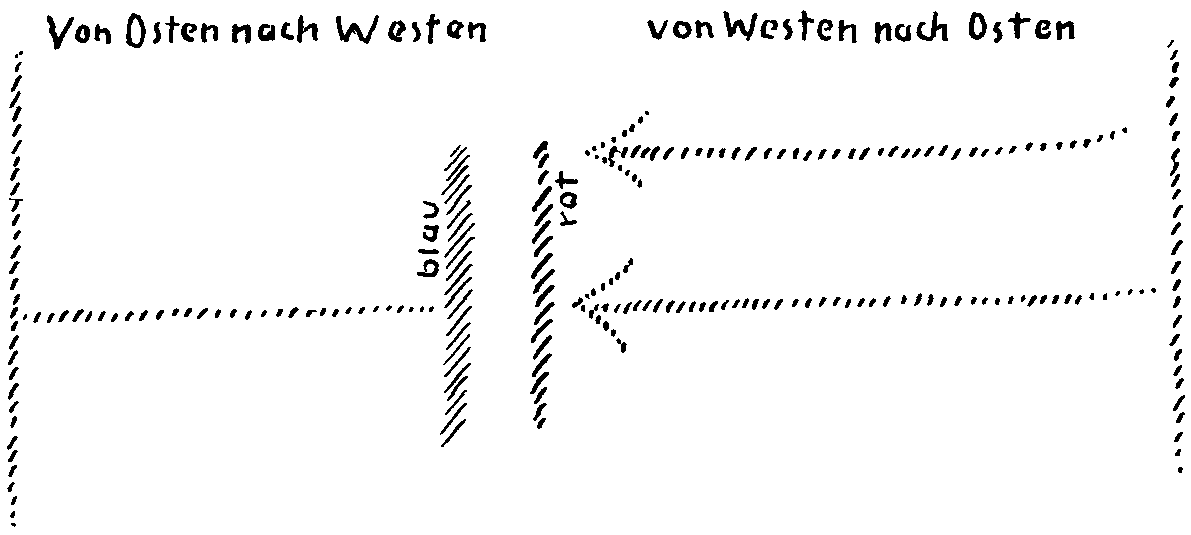 Von Osten nach Westen
von Westen nach Osten
blau
rot